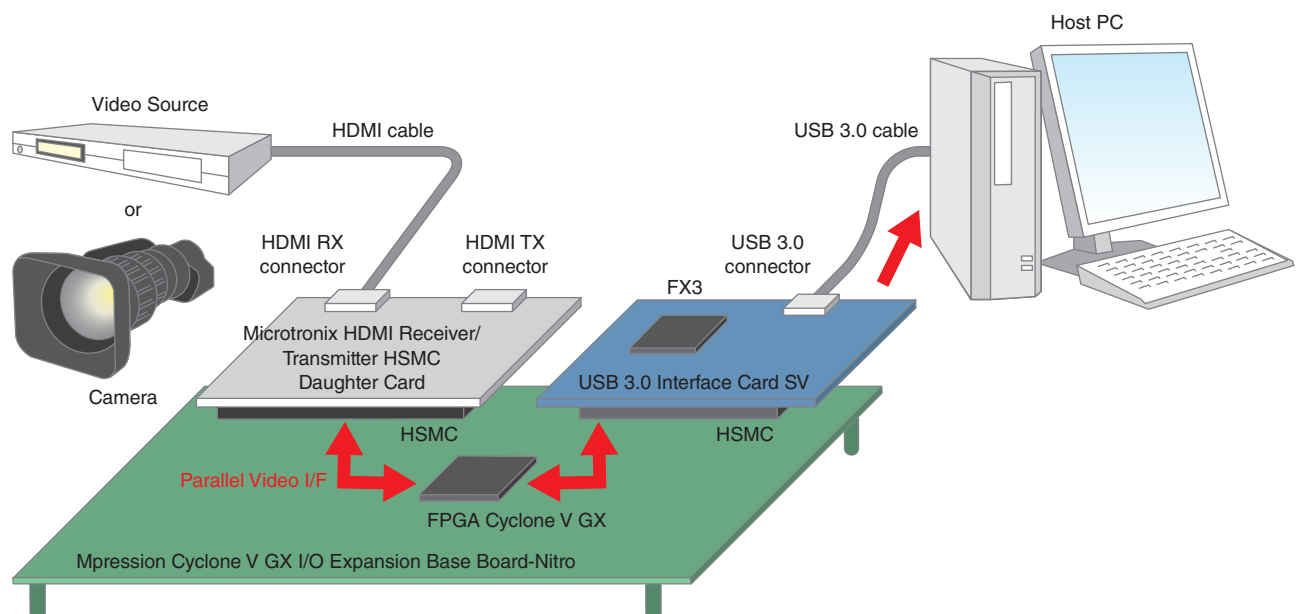 Host PC
Video Source
HDMI cable
USB 3.0 cable
or
HDMI RX
connector
HDMI TX
connector
USB 3.0
connector
FX3
Microtronix HDMI Receiver/
Transmitter HSMC
Daughter Card
USB 3.0 Interface Card SV
Camera
HSMC
HSMC
Parallel Video I/F
FPGA Cyclone V GX
Mpression Cyclone V GX I/O Expansion Base Board-Nitro